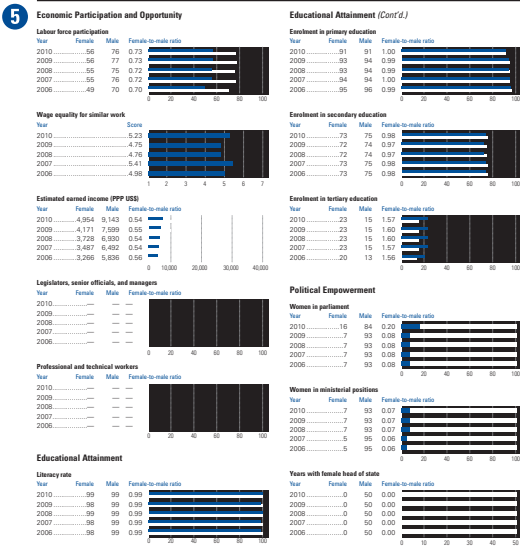 5
Economic Participation and Opportunity
Labour force participation
Year Female Male Female-to-male ratio
2010 ..............56 76 0.73
2009 ..............56 77 0.73
2008 ..............55 75 0.72
2007 ..............55 76 0.72
2006 ..............49 70 0.70
0 20 40 60 80 100
Wage equality for similar work
Year Score
2010 ..............5.23
2009 ..............4.75
2008 ..............4.76
2007 ..............5.41
2006 ..............4.98
1 2 3 4 5 6 7
Estimated earned income (PPP US$)
Year Female Male Female-to-male ratio
2010 ..............4,954 9,143 0.54
2009 ..............4,171 7,599 0.55
2008 ..............3,728 6,930 0.54
2007 ..............3,487 6,492 0.54
2006 ..............3,266 5,836 0.56
0 10,000 20,000 30,000 40,000
Legislators, senior officials, and managers
Year Female Male Female-to-male ratio
2010 ..............— — —
2009 ..............— — —
2008 ..............— — —
2007 ..............— — —
2006 ..............— — —
0 20 40 60 80 100
Professional and technical workers
Year Female Male Female-to-male ratio
2010 ..............— — —
2009 ..............— — —
2008 ..............— — —
2007 ..............— — —
2006 ..............— — —
0 20 40 60 80 100
Educational Attainment
Literacy rate
Year Female Male Female-to-male ratio
2010 ..............99 99 0.99
2009 ..............98 99 0.99
2008 ..............99 99 0.99
2007 ..............98 99 0.99
2006 ..............98 99 0.99
0 20 40 60 80 100
Educational Attainment (Cont'd.)
Enrolment in primary education
Year Female Male Female-to-male ratio
2010 ..............91 91 1.00
2009 ..............93 94 0.99
2008 ..............93 94 0.99
2007 ..............94 94 1.00
2006 ..............95 96 0.99
0 20 40 60 80 100
Enrolment in secondary education
Year Female Male Female-to-male ratio
2010 ..............73 75 0.98
2009 ..............72 74 0.97
2008 ..............72 74 0.97
2007 ..............73 75 0.98
2006 ..............73 75 0.98
0 20 40 60 80 100
Enrolment in tertiary education
Year Female Male Female-to-male ratio
2010 ..............23 15 1.57
2009 ..............23 15 1.60
2008 ..............23 15 1.60
2007 ..............23 15 1.57
2006 ..............20 13 1.56
0 20 40 60 80 100
Political Empowerment
Women in parliament
Year Female Male Female-to-male ratio
2010 ..............16 84 0.20
2009 ..............7 93 0.08
2008 ..............7 93 0.08
2007 ..............7 93 0.08
2006 ..............7 93 0.08
0 20 40 60 80 100
Women in ministerial positions
Year Female Male Female-to-male ratio
2010 ..............7 93 0.07
2009 ..............7 93 0.07
2008 ..............7 93 0.07
2007 ..............5 95 0.06
2006 ..............5 95 0.06
0 20 40 60 80 100
Years with female head of state
Year Female Male Female-to-male ratio
2010 ..............0 50 0.00
2009 ..............0 50 0.00
2008 ..............0 50 0.00
2007 ..............0 50 0.00
2006 ..............0 50 0.00
0 10 20 30 40 50